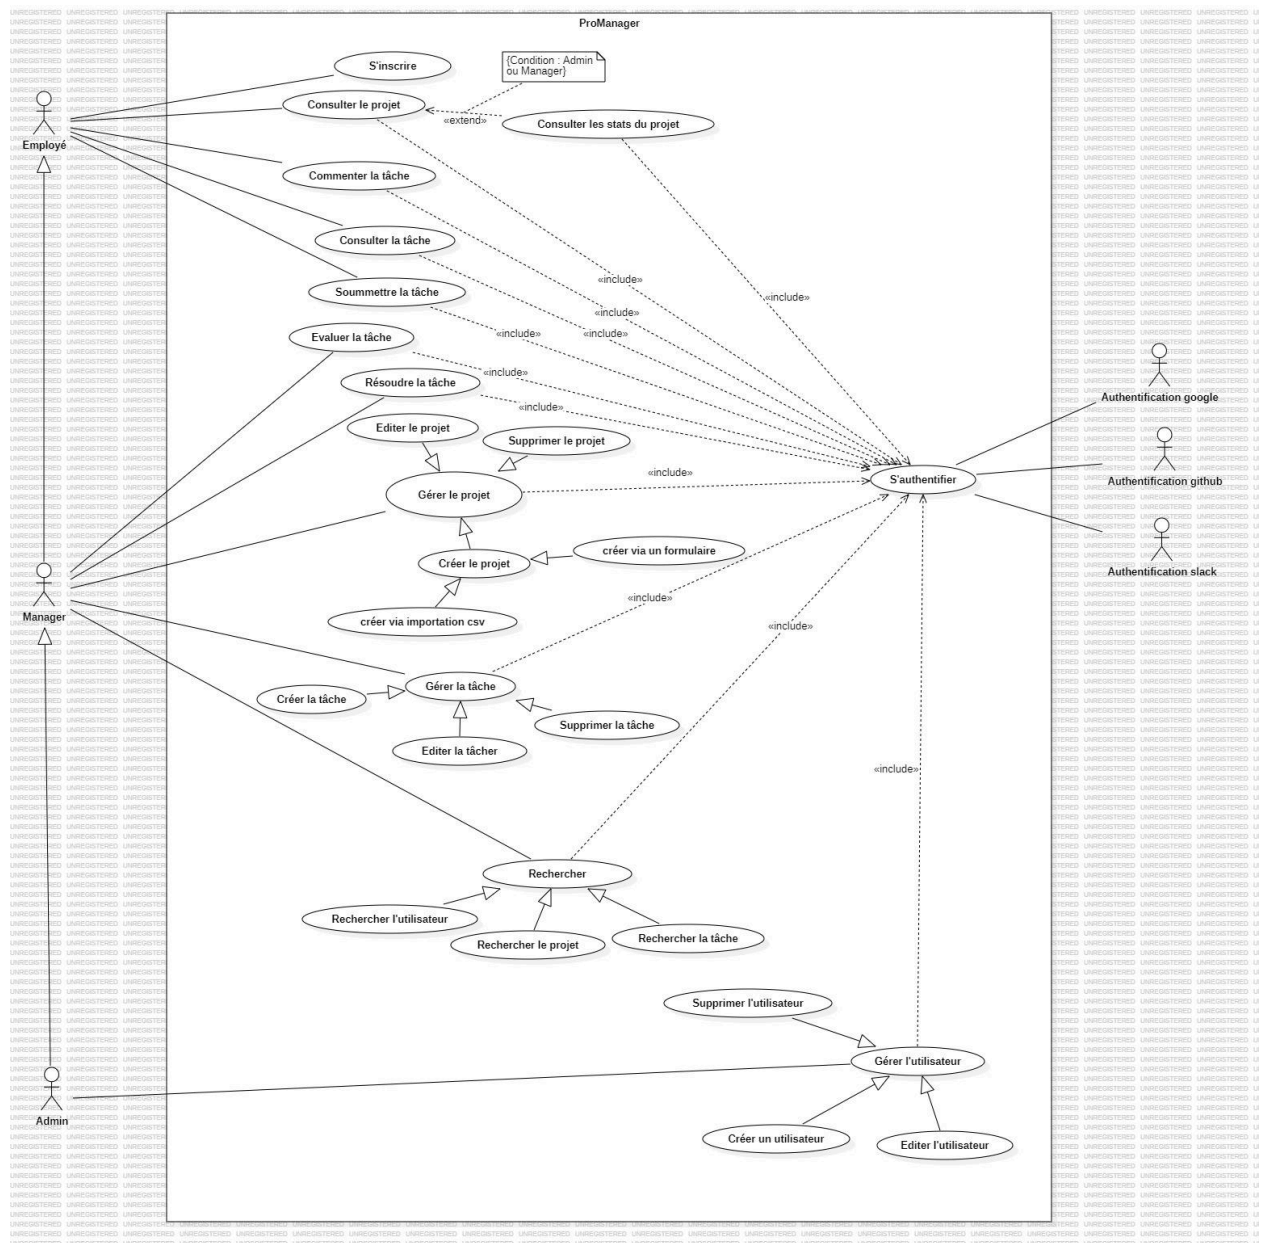 ProManager
S'inscrire
{Condition : Admin
ou Manager}
Consulter le projet
«extend»
Consulter les stats du projet
Employé
Commenter la tâche
Consulter la tâche
«include»
«include»
Soummettre la tâche
«include»
«include»
«include»
Evaluer la tâche
«include»
Résoudre la tâche
«include»
Authentification google
Editer le projet
Supprimer le projet
«include»
S'authentifier
Authentification github
Gérer le projet
créer via un formulaire
Créer le projet
Authentification slack
«include»
Manager
créer via importation csv
«include»
Gérer la tâche
Créer la tâche
Supprimer la tâche
Editer la tâcher
«include»
Rechercher
Rechercher l'utilisateur
Rechercher le projet
Rechercher la tâche
Supprimer l'utilisateur
Gérer l'utilisateur
Admin
Créer un utilisateur
Editer l'utilisateur
UNREGISTERED